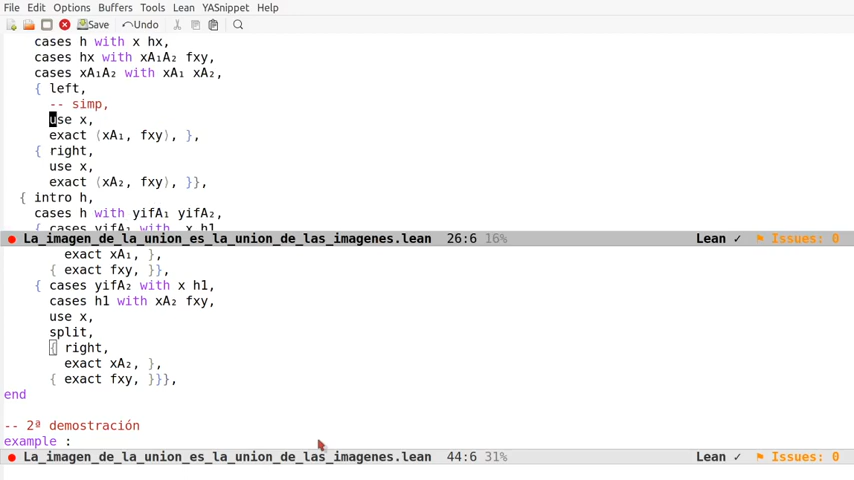 File Edit Options Buffers Tools Lean YASnippet Help
Save Undo
cases h with x hx,
cases hx with xA₁A₂ fxy,
cases xA₁A₂ with xA₁ xA₂,
{ left,
-- simp,
use x,
exact ⟨xA₁, fxy⟩, },
{ right,
use x,
exact ⟨xA₂, fxy⟩, }},
{ intro h,
cases h with yifA₁ yifA₂,
{ cases yifA₁ with x h1,
La_imagen_de_la_union_es_la_union_de_las_imagenes.lean 26:6 16% Lean ✓ Issues: 0
exact xA₁, },
{ exact fxy, }},
{ cases yifA₂ with x h1,
cases h1 with xA₂ fxy,
use x,
split,
{ right,
exact xA₂, },
{ exact fxy, }}},
end
-- 2ª demostración
example :
La_imagen_de_la_union_es_la_union_de_las_imagenes.lean 44:6 31% Lean ✓ Issues: 0